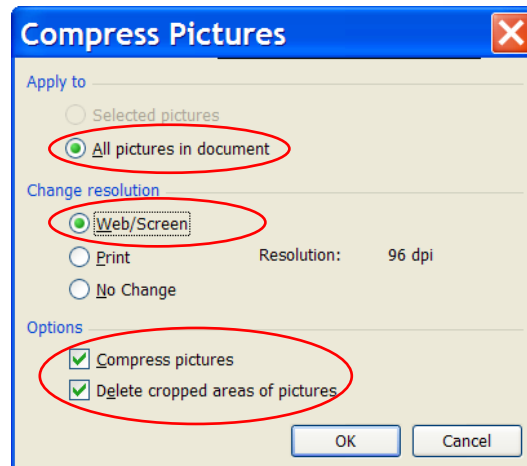 Compress Pictures
Apply to
Selected pictures
All pictures in document
Change resolution
Web/Screen
Print Resolution: 96 dpi
No Change
Options
Compress pictures
Delete cropped areas of pictures
OK Cancel